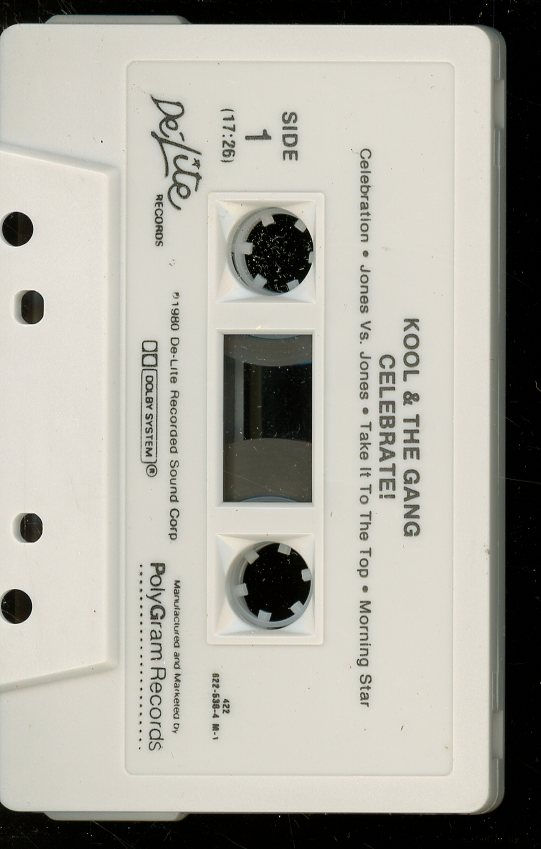 KOOL & THE GANG
CELEBRATE!
Celebration • Jones Vs. Jones • Take It To The Top • Morning Star
SIDE
1
(17:26)
422
822-538-4 M-1
De-Lite
RECORDS
℗1980 De-Lite Recorded Sound Corp.
DOLBY SYSTEM ®
Manufactured and Marketed by
PolyGram Records